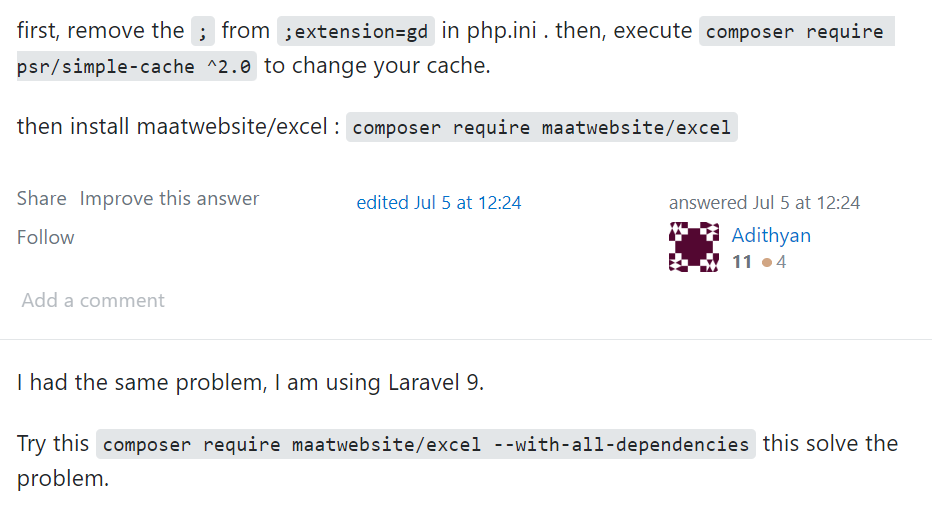 first, remove the ; from ;extension=gd in php.ini . then, execute composer require
psr/simple-cache ^2.0 to change your cache.
then install maatwebsite/excel : composer require maatwebsite/excel
Share Improve this answer
Follow
edited Jul 5 at 12:24
answered Jul 5 at 12:24
Adithyan
11 ● 4
Add a comment
I had the same problem, I am using Laravel 9.
Try this composer require maatwebsite/excel --with-all-dependencies this solve the
problem.